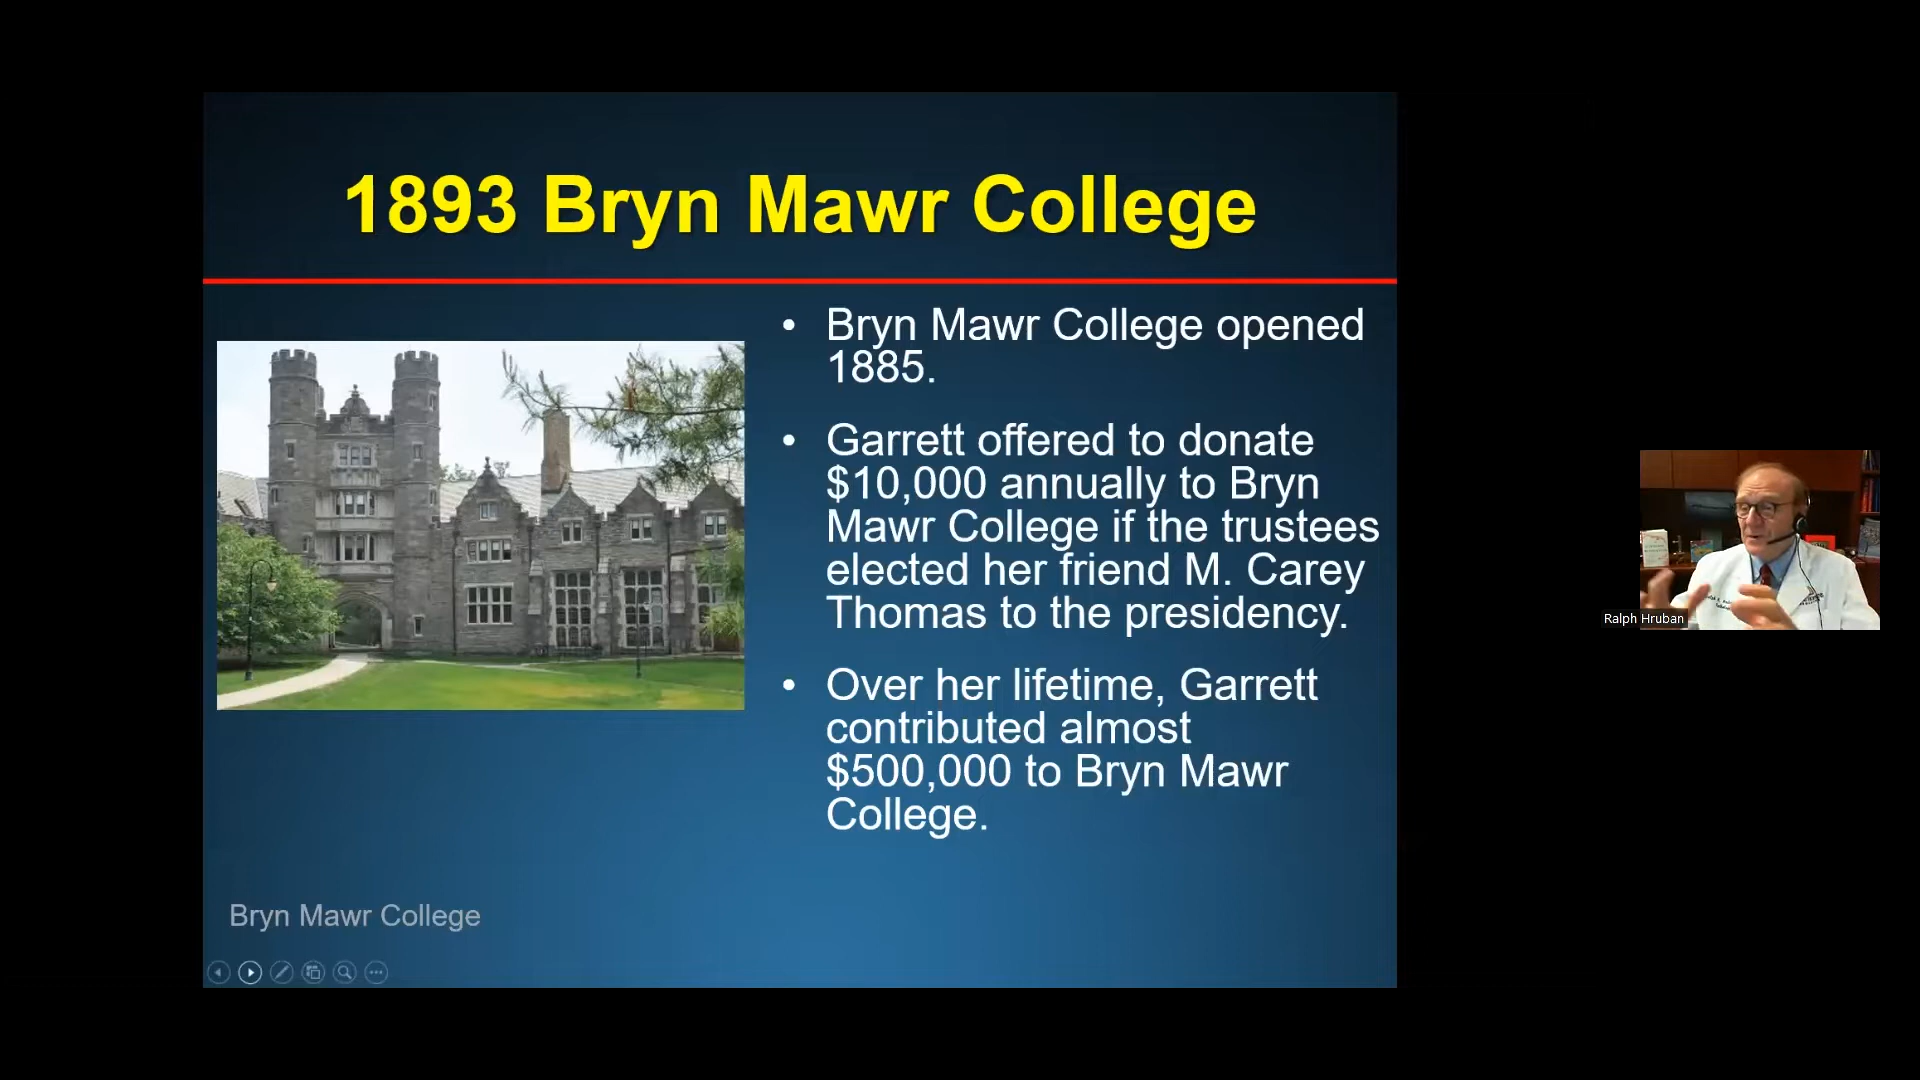 1893 Bryn Mawr College
• Bryn Mawr College opened
1885.
• Garrett offered to donate
$10,000 annually to Bryn
Mawr College if the trustees
elected her friend M. Carey
Thomas to the presidency.
• Over her lifetime, Garrett
contributed almost
$500,000 to Bryn Mawr
College.
Bryn Mawr College
Ralph Hruban